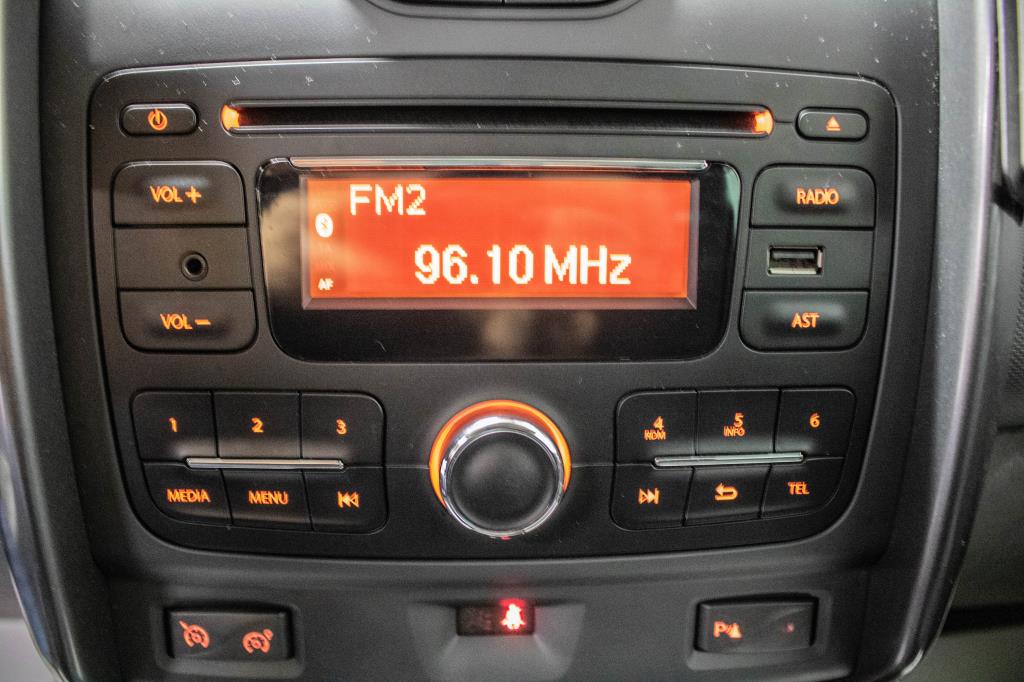 VOL +
FM2
RADIO
96.10 MHz
AF
VOL –
AST
1
2
3
4
RDM
5
INFO
6
MEDIA
MENU
TEL
P